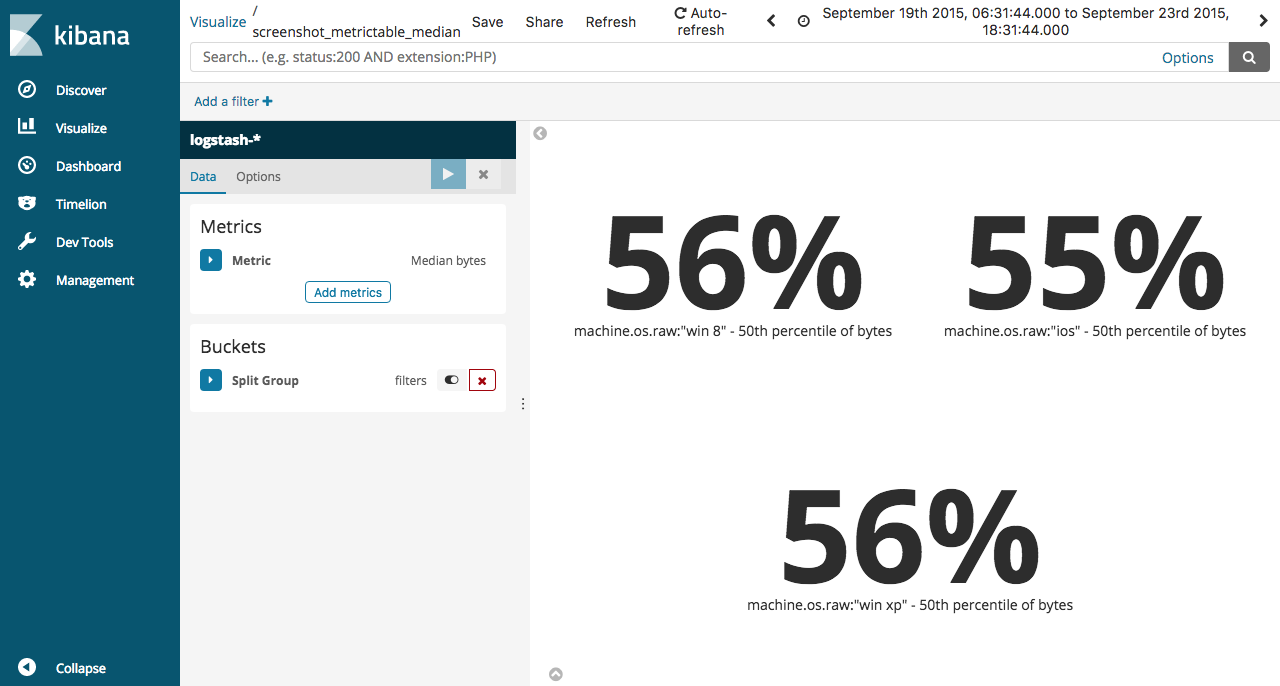 kibana
Discover
Visualize
Dashboard
Timelion
Dev Tools
Management
Collapse
Visualize
/
screenshot_metrictable_median
Save
Share
Refresh
Auto-
refresh
September 19th 2015, 06:31:44.000 to September 23rd 2015,
18:31:44.000
Search... (e.g. status:200 AND extension:PHP)
Options
Add a filter +
logstash-*
Data
Options
Metrics
Metric
Median bytes
Add metrics
Buckets
Split Group
filters
56%
machine.os.raw:"win 8" - 50th percentile of bytes
55%
machine.os.raw:"ios" - 50th percentile of bytes
56%
machine.os.raw:"win xp" - 50th percentile of bytes